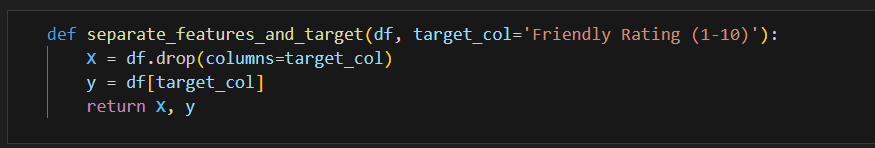 def separate_features_and_target(df, target_col='Friendly Rating (1-10)'):
    X = df.drop(columns=target_col)
    y = df[target_col]
    return X, y